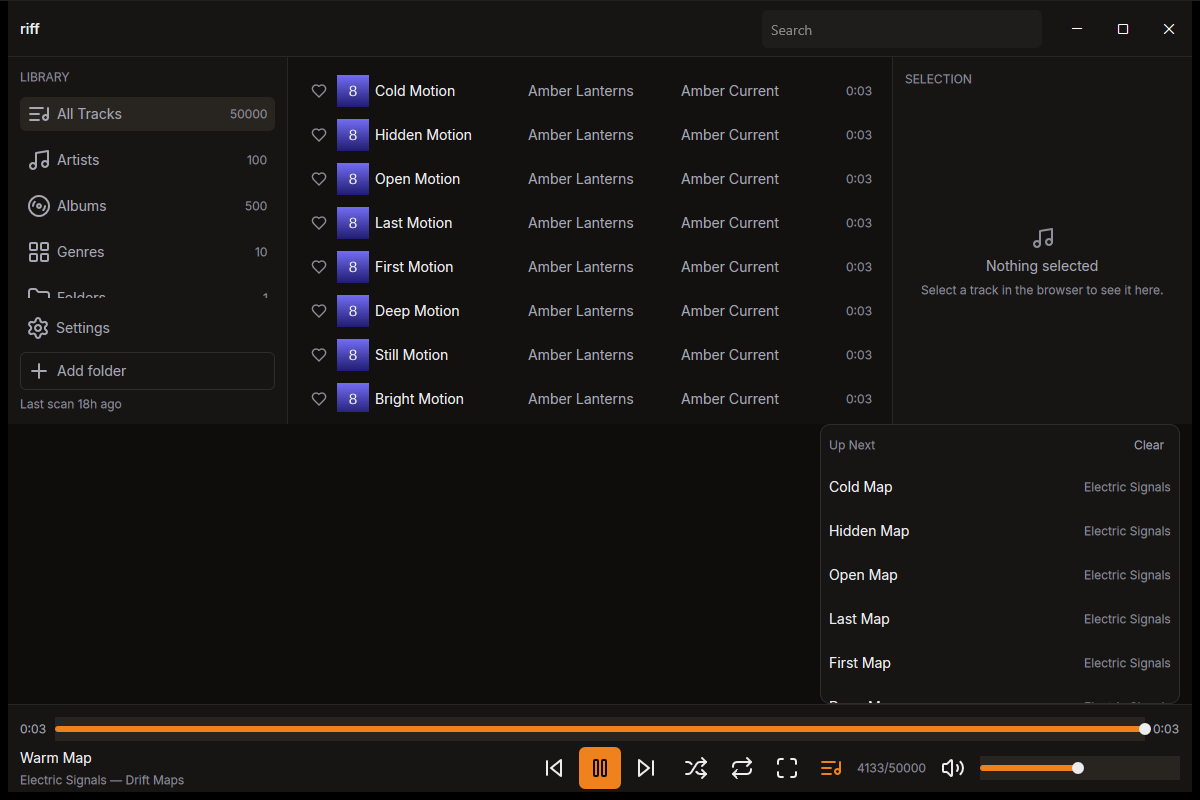 riff
Search
LIBRARY
All Tracks 50000
Artists 100
Albums 500
Genres 10
Folders 1
Settings
Add folder
Last scan 18h ago
8 Cold Motion Amber Lanterns Amber Current 0:03
8 Hidden Motion Amber Lanterns Amber Current 0:03
8 Open Motion Amber Lanterns Amber Current 0:03
8 Last Motion Amber Lanterns Amber Current 0:03
8 First Motion Amber Lanterns Amber Current 0:03
8 Deep Motion Amber Lanterns Amber Current 0:03
8 Still Motion Amber Lanterns Amber Current 0:03
8 Bright Motion Amber Lanterns Amber Current 0:03
SELECTION
Nothing selected
Select a track in the browser to see it here.
Up Next Clear
Cold Map Electric Signals
Hidden Map Electric Signals
Open Map Electric Signals
Last Map Electric Signals
First Map Electric Signals
0:03 0:03
Warm Map
Electric Signals — Drift Maps
4133/50000